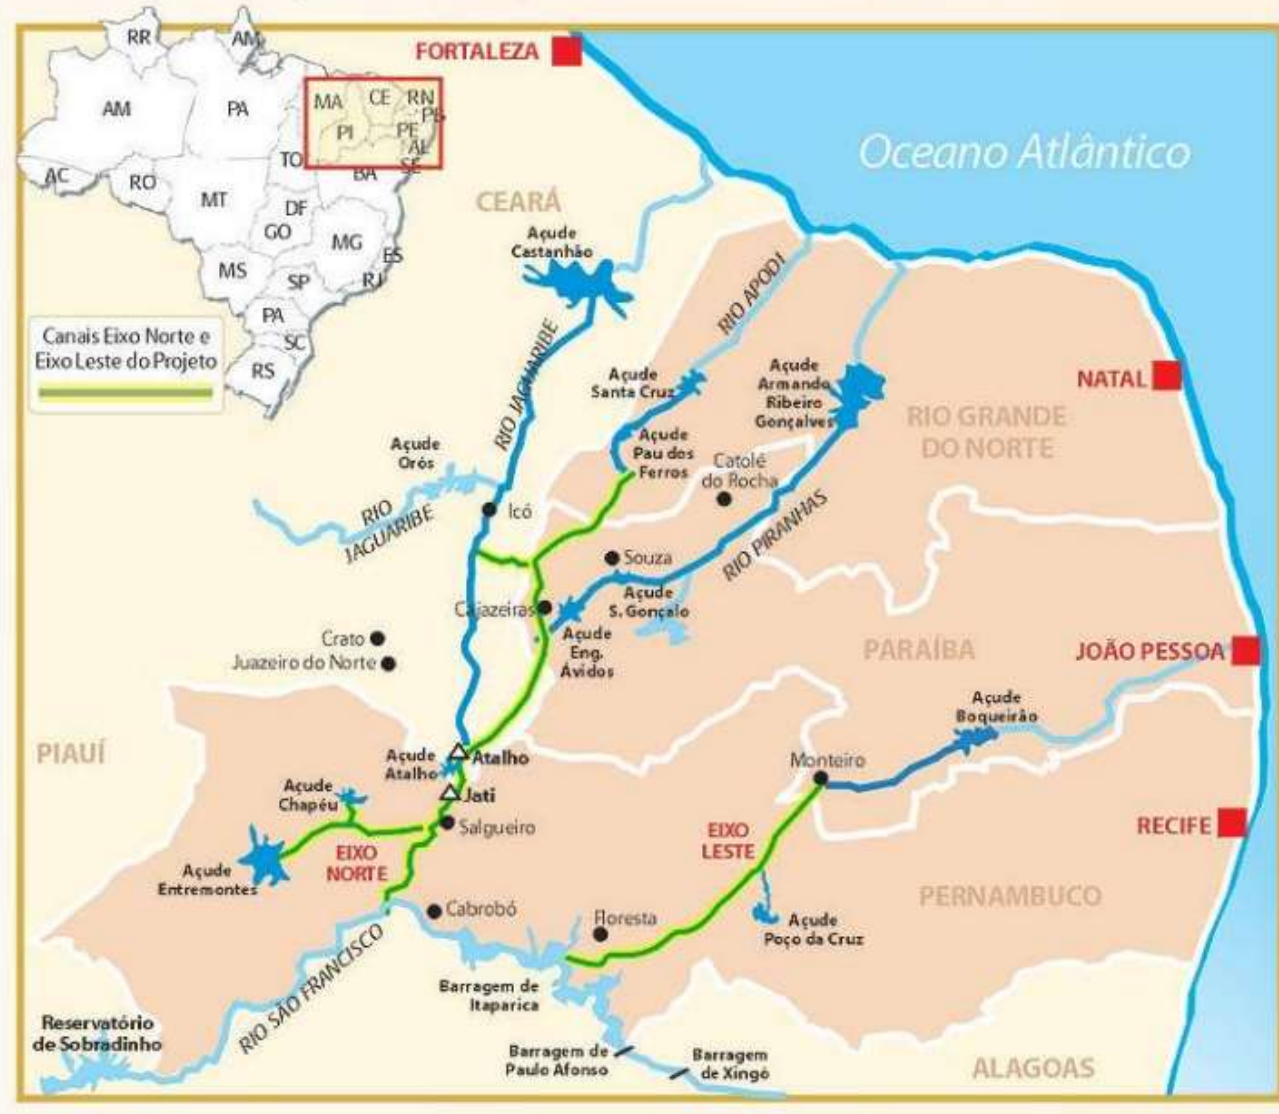 RR
AM
AM
PA
MA
CE
RN
PB
PI
PE
AL
SE
TO
BA
AC
RO
MT
DF
GO
MG
ES
MS
SP
RJ
PA
SC
RS
Canais Eixo Norte e
Eixo Leste do Projeto
FORTALEZA
Oceano Atlântico
CEARÁ
Açude
Castanhão
RIO APODI
RIO JAGUARIBE
Açude
Santa Cruz
Açude
Armando
Ribeiro
Gonçalves
NATAL
RIO GRANDE
DO NORTE
Açude
Orós
Açude
Pau dos
Ferros
Catolé
do Rocha
RIO
JAGUARIBE
Icó
RIO PIRANHAS
Souza
Açude
S. Gonçalo
Cajazeiras
Açude
Eng.
Ávidos
Crato
Juazeiro do Norte
PARAÍBA
JOÃO PESSOA
PIAUÍ
Açude
Boqueirão
Açude
Atalho
Atalho
Jati
Monteiro
Açude
Chapéu
Salgueiro
EIXO
NORTE
EIXO
LESTE
RECIFE
Açude
Entremontes
PERNAMBUCO
Cabrobó
Floresta
Açude
Poço da Cruz
RIO SÃO FRANCISCO
Barragem de
Itaparica
Reservatório
de Sobradinho
Barragem de
Paulo Afonso
Barragem
de Xingó
ALAGOAS